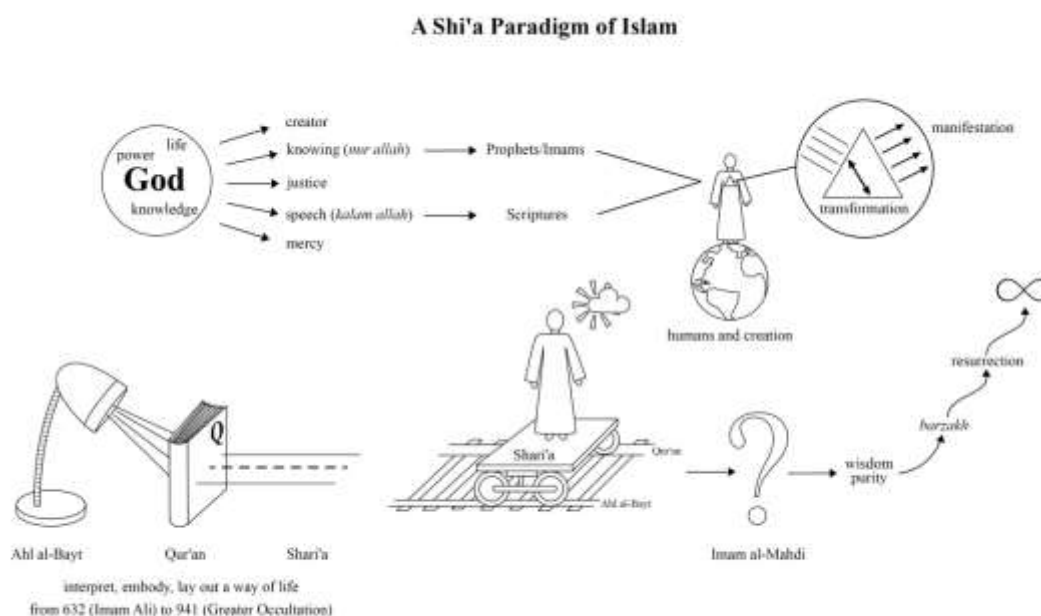 A Shi'a Paradigm of Islam
creator
life
power
God
knowledge
knowing (nur allah)
Prophets/Imams
justice
speech (kalam allah)
Scriptures
mercy
manifestation
transformation
humans and creation
resurrection
barzakh
Q
Shari'a
Qur'an
Ahl al-Bayt
wisdom
purity
Imam al-Mahdi
Ahl al-Bayt
Qur'an
Shari'a
interpret, embody, lay out a way of life
from 632 (Imam Ali) to 941 (Greater Occultation)